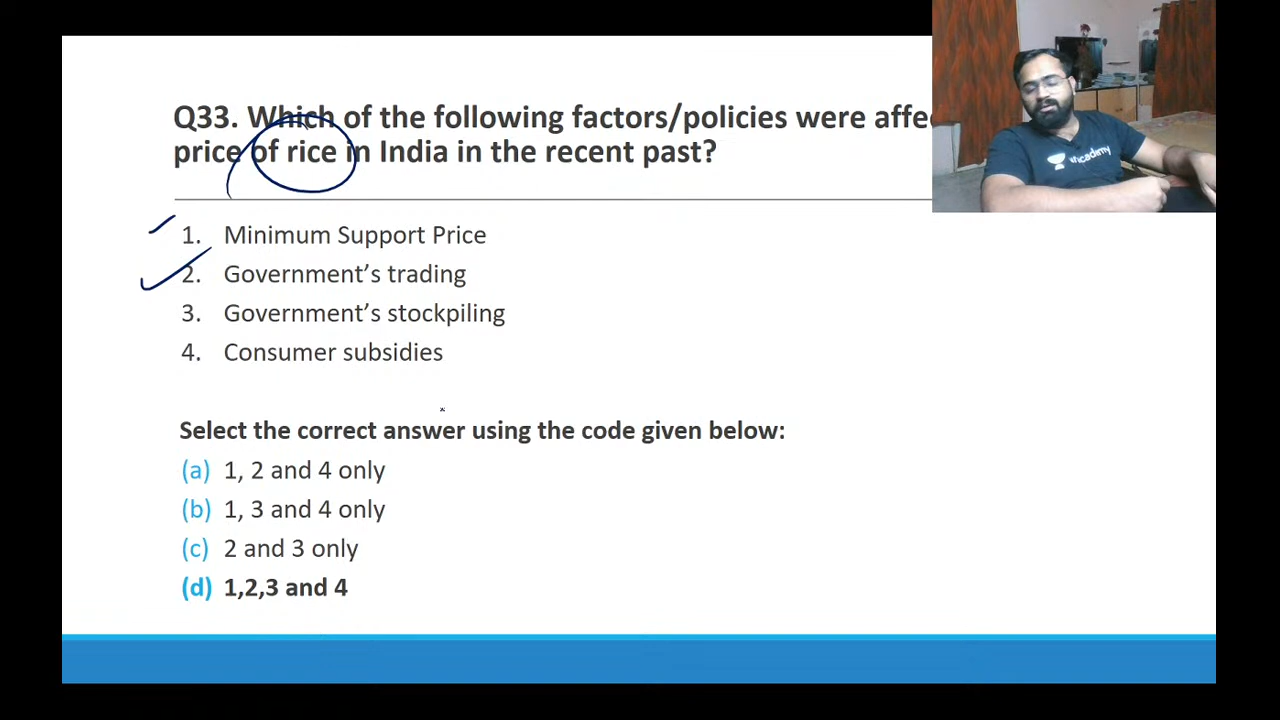 Q33. Which of the following factors/policies were affe
price of rice in India in the recent past?
1. Minimum Support Price
2. Government’s trading
3. Government’s stockpiling
4. Consumer subsidies
Select the correct answer using the code given below:
(a) 1, 2 and 4 only
(b) 1, 3 and 4 only
(c) 2 and 3 only
(d) 1,2,3 and 4